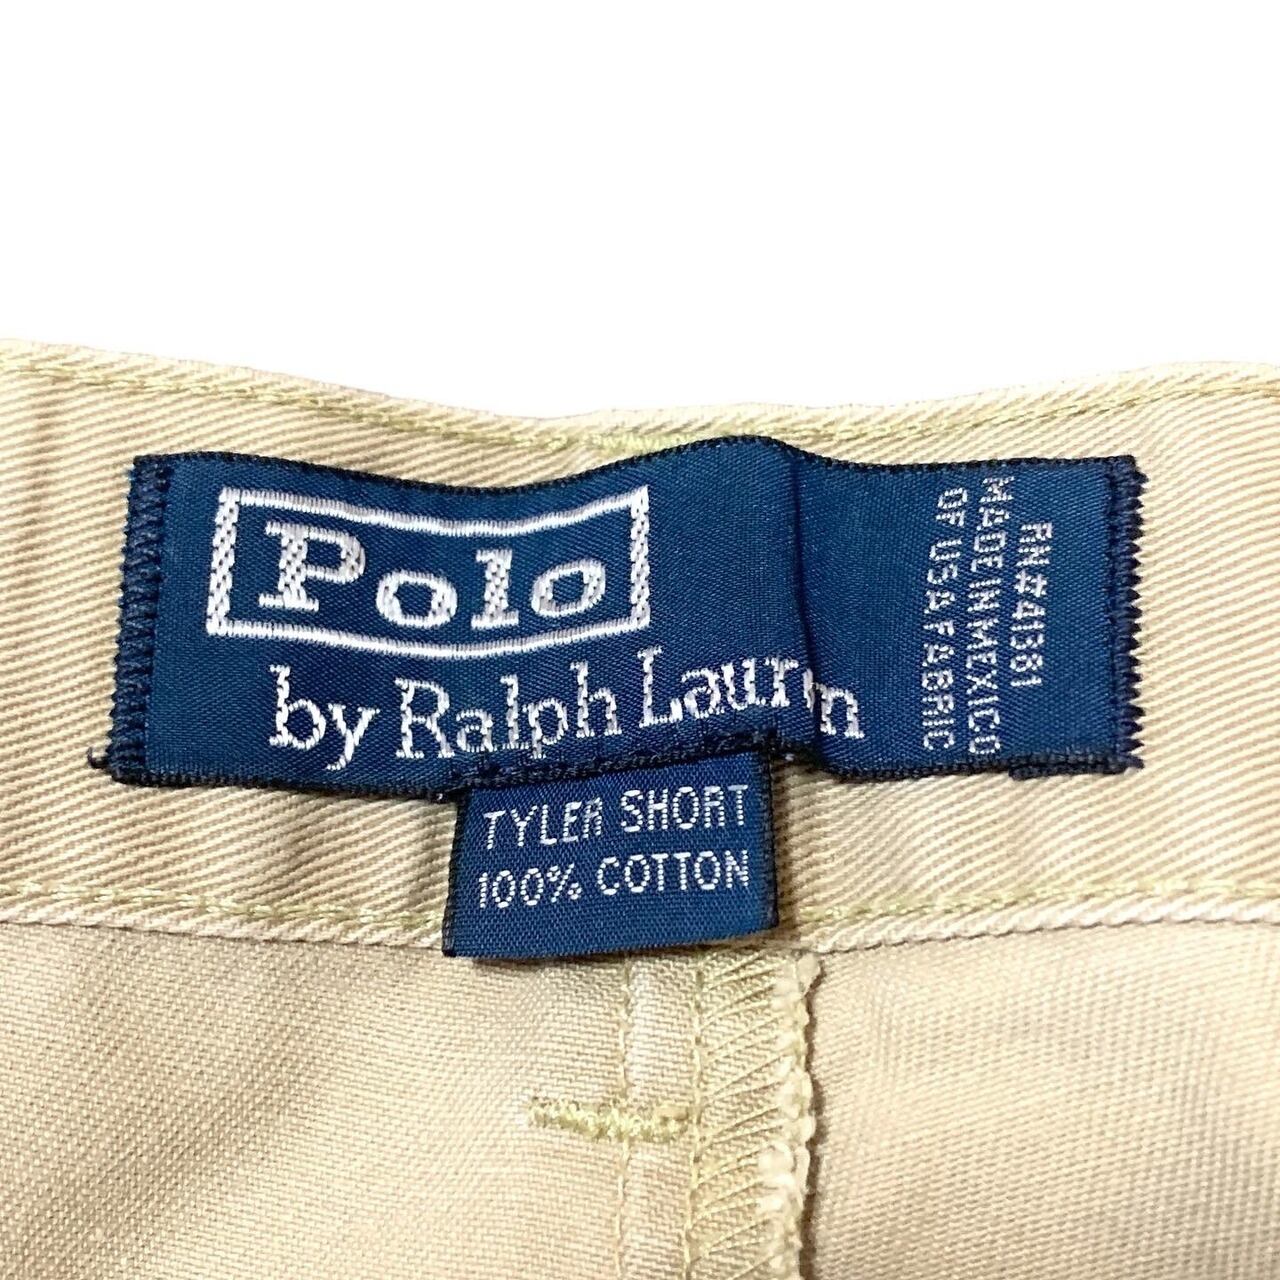 Polo
by Ralph Lauren
RN#41381
MADE IN MEXICO
OF USA FABRIC
TYLER SHORT
100% COTTON